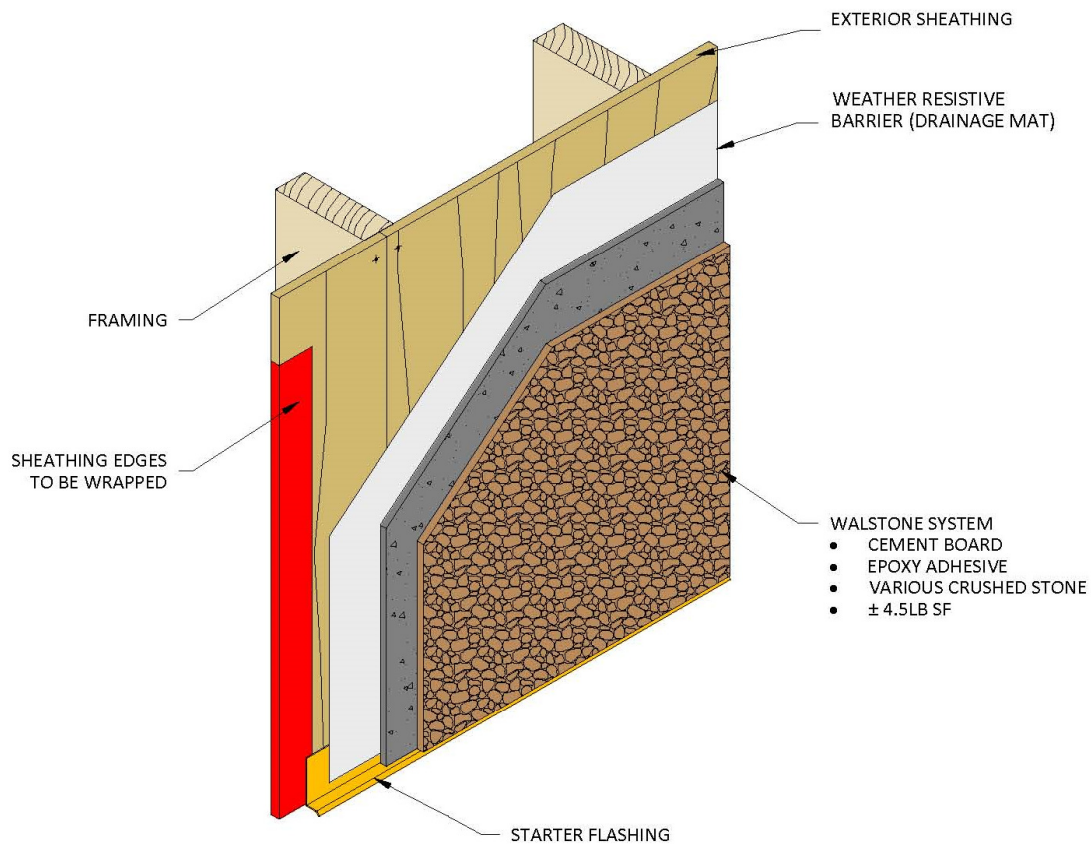 EXTERIOR SHEATHING
WEATHER RESISTIVE
BARRIER (DRAINAGE MAT)
FRAMING
SHEATHING EDGES
TO BE WRAPPED
WALSTONE SYSTEM
• CEMENT BOARD
• EPOXY ADHESIVE
• VARIOUS CRUSHED STONE
• ± 4.5LB SF
STARTER FLASHING